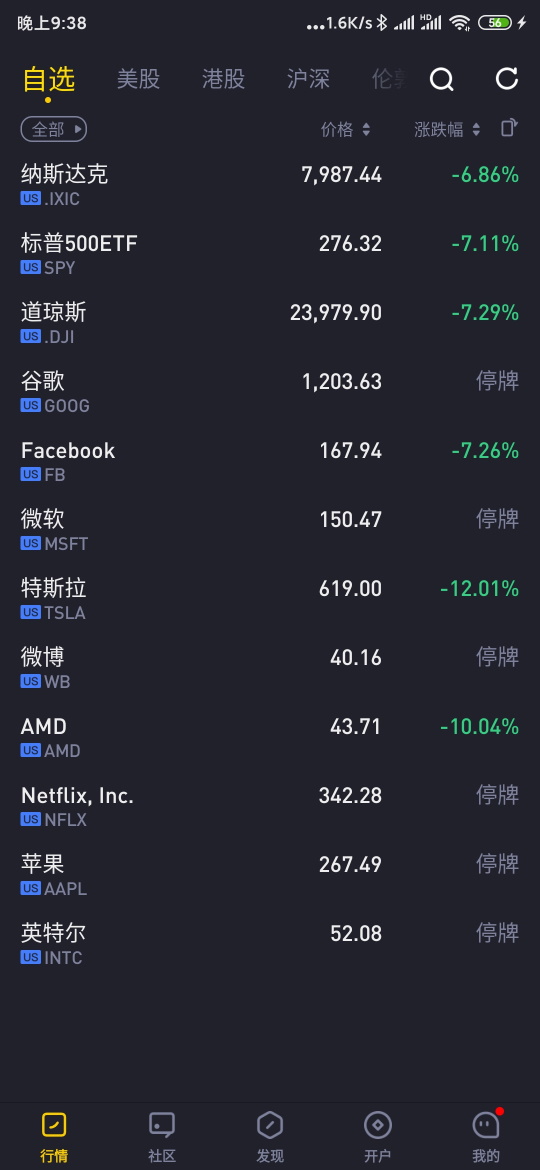 晚上9:38 ...1.6K/s HD 56
自选 美股 港股 沪深
全部 价格 涨跌幅
纳斯达克 7,987.44 -6.86%
US .IXIC
标普500ETF 276.32 -7.11%
US SPY
道琼斯 23,979.90 -7.29%
US .DJI
谷歌 1,203.63 停牌
US GOOG
Facebook 167.94 -7.26%
US FB
微软 150.47 停牌
US MSFT
特斯拉 619.00 -12.01%
US TSLA
微博 40.16 停牌
US WB
AMD 43.71 -10.04%
US AMD
Netflix, Inc. 342.28 停牌
US NFLX
苹果 267.49 停牌
US AAPL
英特尔 52.08 停牌
US INTC
行情 社区 发现 开户 我的